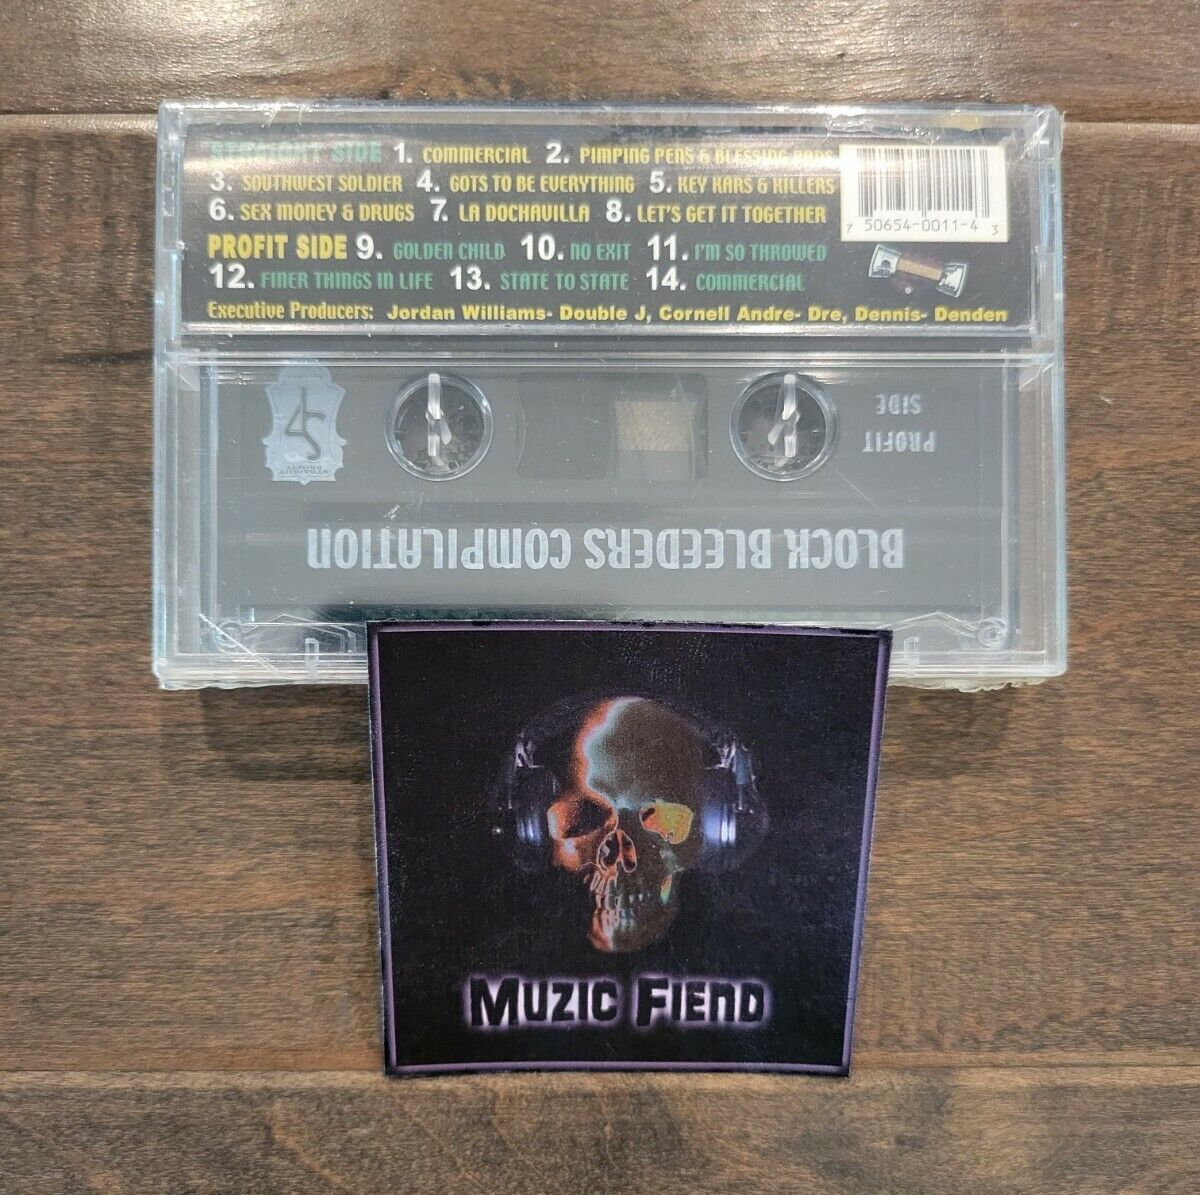 STRAIGHT SIDE 1. COMMERCIAL 2. PIMPING PENS & BLESSING PADS
3. SOUTHWEST SOLDIER 4. GOTS TO BE EVERYTHING 5. KEY KARS & KILLERS
6. SEX MONEY & DRUGS 7. LA DOCHAVILLA 8. LET'S GET IT TOGETHER
7 50654-0011-4 3
PROFIT SIDE 9. GOLDEN CHILD 10. NO EXIT 11. I'M SO THROWED
12. FINER THINGS IN LIFE 13. STATE TO STATE 14. COMMERCIAL
Executive Producers: Jordan Williams- Double J, Cornell Andre- Dre, Dennis- Denden
PROFIT
SIDE
STRAIGHT
PROFIT
BLOCK BLEEDERS COMPILATION
MUZIC FIEND